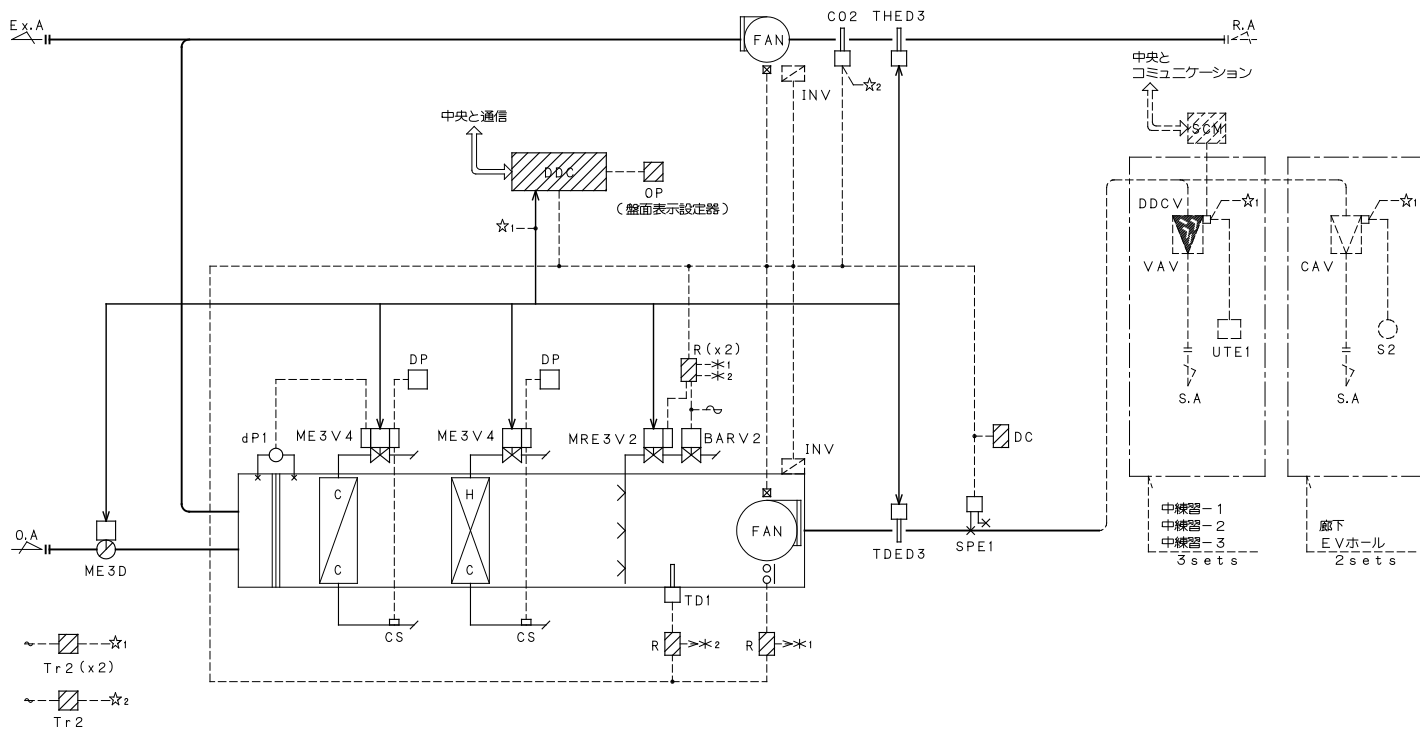 Ex.A
FAN
CO2
THED3
R.A
☆2
INV
中央と
コミュニケーション
SCM
中央と通信
DDC
OP
(盤面表示設定器)
☆1
DDCV
☆1
VAV
UTE1
S.A
☆1
CAV
S2
S.A
R(x2)
*1
*2
DP
DP
dP1
ME3V4
ME3V4
MRE3V2
BARV2
INV
DC
C
C
H
C
FAN
O.A
ME3D
TDED3
SPE1
中練習-1
中練習-2
中練習-3
3sets
廊下
EVホール
2sets
TD1
CS
CS
R
*2
R
*1
~
☆1
Tr2(x2)
~
☆2
Tr2